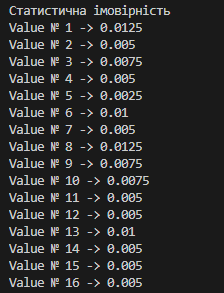 Статистична імовірність
Value № 1 -> 0.0125
Value № 2 -> 0.005
Value № 3 -> 0.0075
Value № 4 -> 0.005
Value № 5 -> 0.0025
Value № 6 -> 0.01
Value № 7 -> 0.005
Value № 8 -> 0.0125
Value № 9 -> 0.0075
Value № 10 -> 0.0075
Value № 11 -> 0.005
Value № 12 -> 0.005
Value № 13 -> 0.01
Value № 14 -> 0.005
Value № 15 -> 0.005
Value № 16 -> 0.005